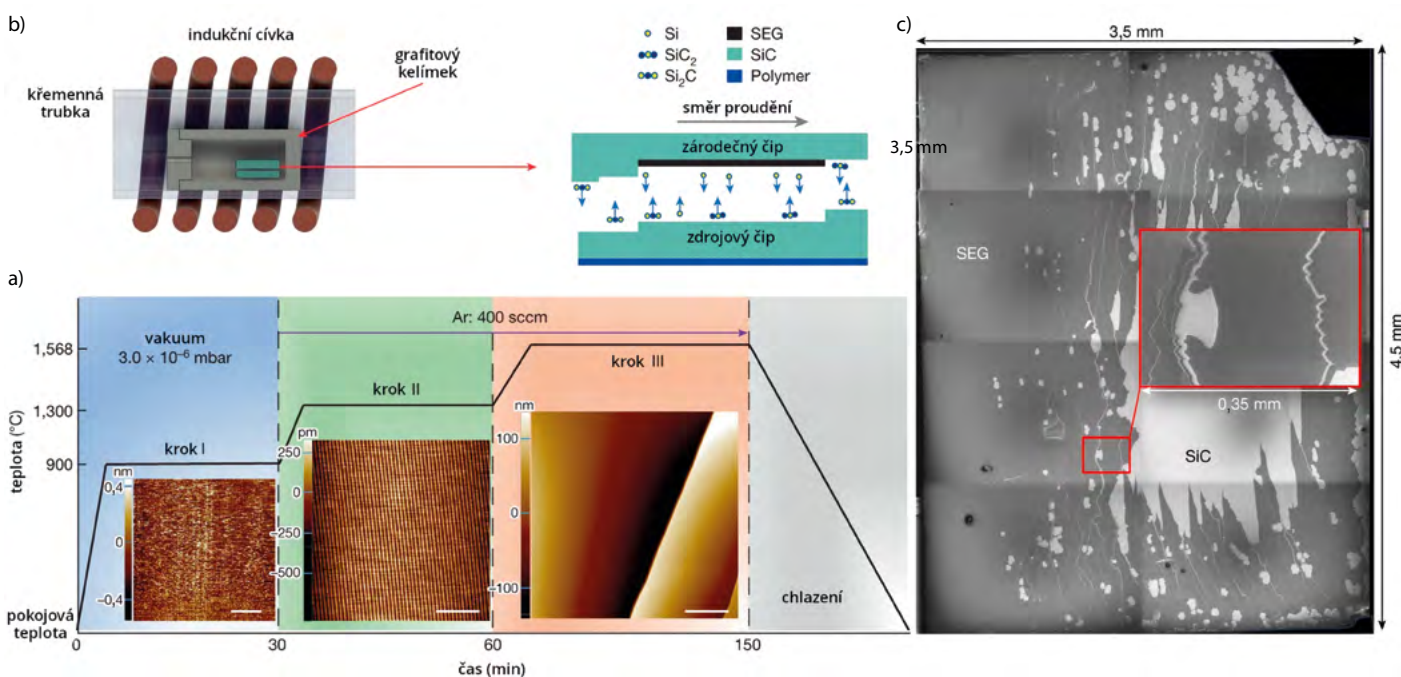 b)
indukční cívka
grafitový
kelímek
křemenná
trubka
Si
SiC₂
Si₂C
SEG
SiC
Polymer
směr proudění
zárodečný čip
zdrojový čip
c)
3,5 mm
3,5 mm
4.5 mm
SEG
0,35 mm
SiC
a)
teplota (°C)
1,568
1,300
900
pokojová
teplota
vakuum
3.0 × 10⁻⁶ mbar
Ar: 400 sccm
krok I
krok II
krok III
nm
0,4
0
–0,4
pm
250
0
–250
–500
nm
100
0
–100
chlazení
0
30
60
150
čas (min)